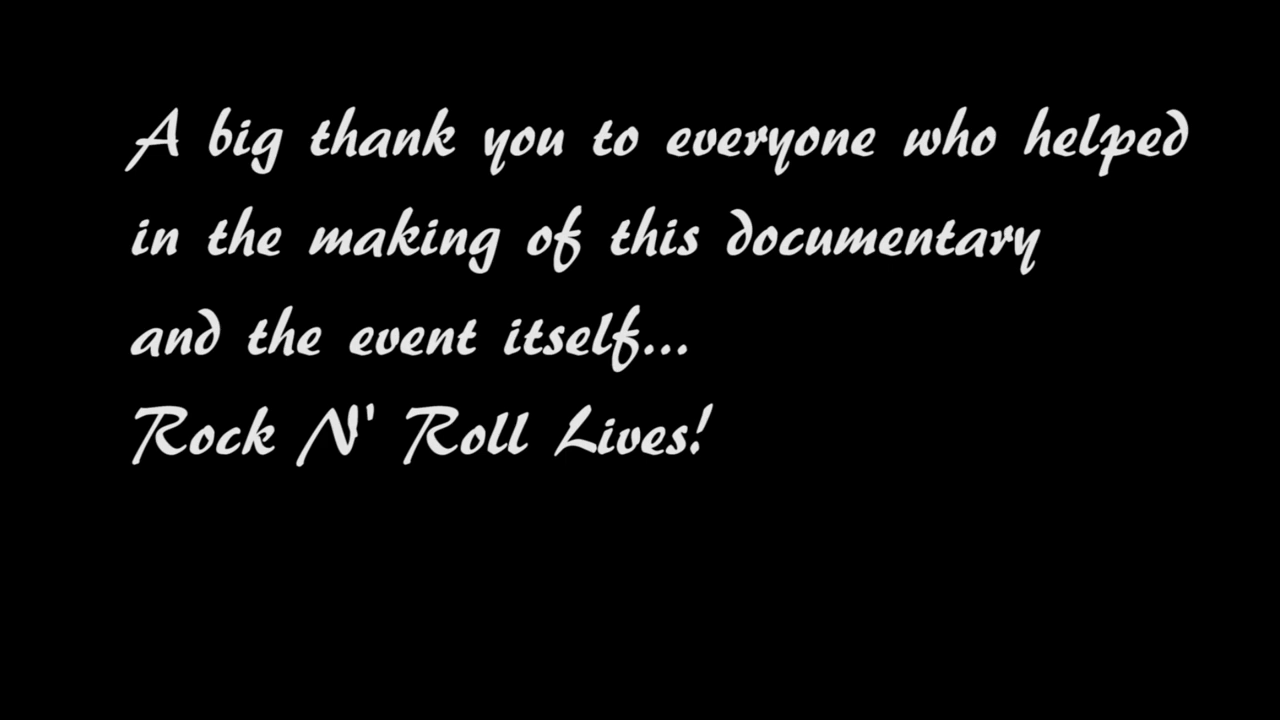 A big thank you to everyone who helped
in the making of this documentary
and the event itself...
Rock N' Roll Lives!